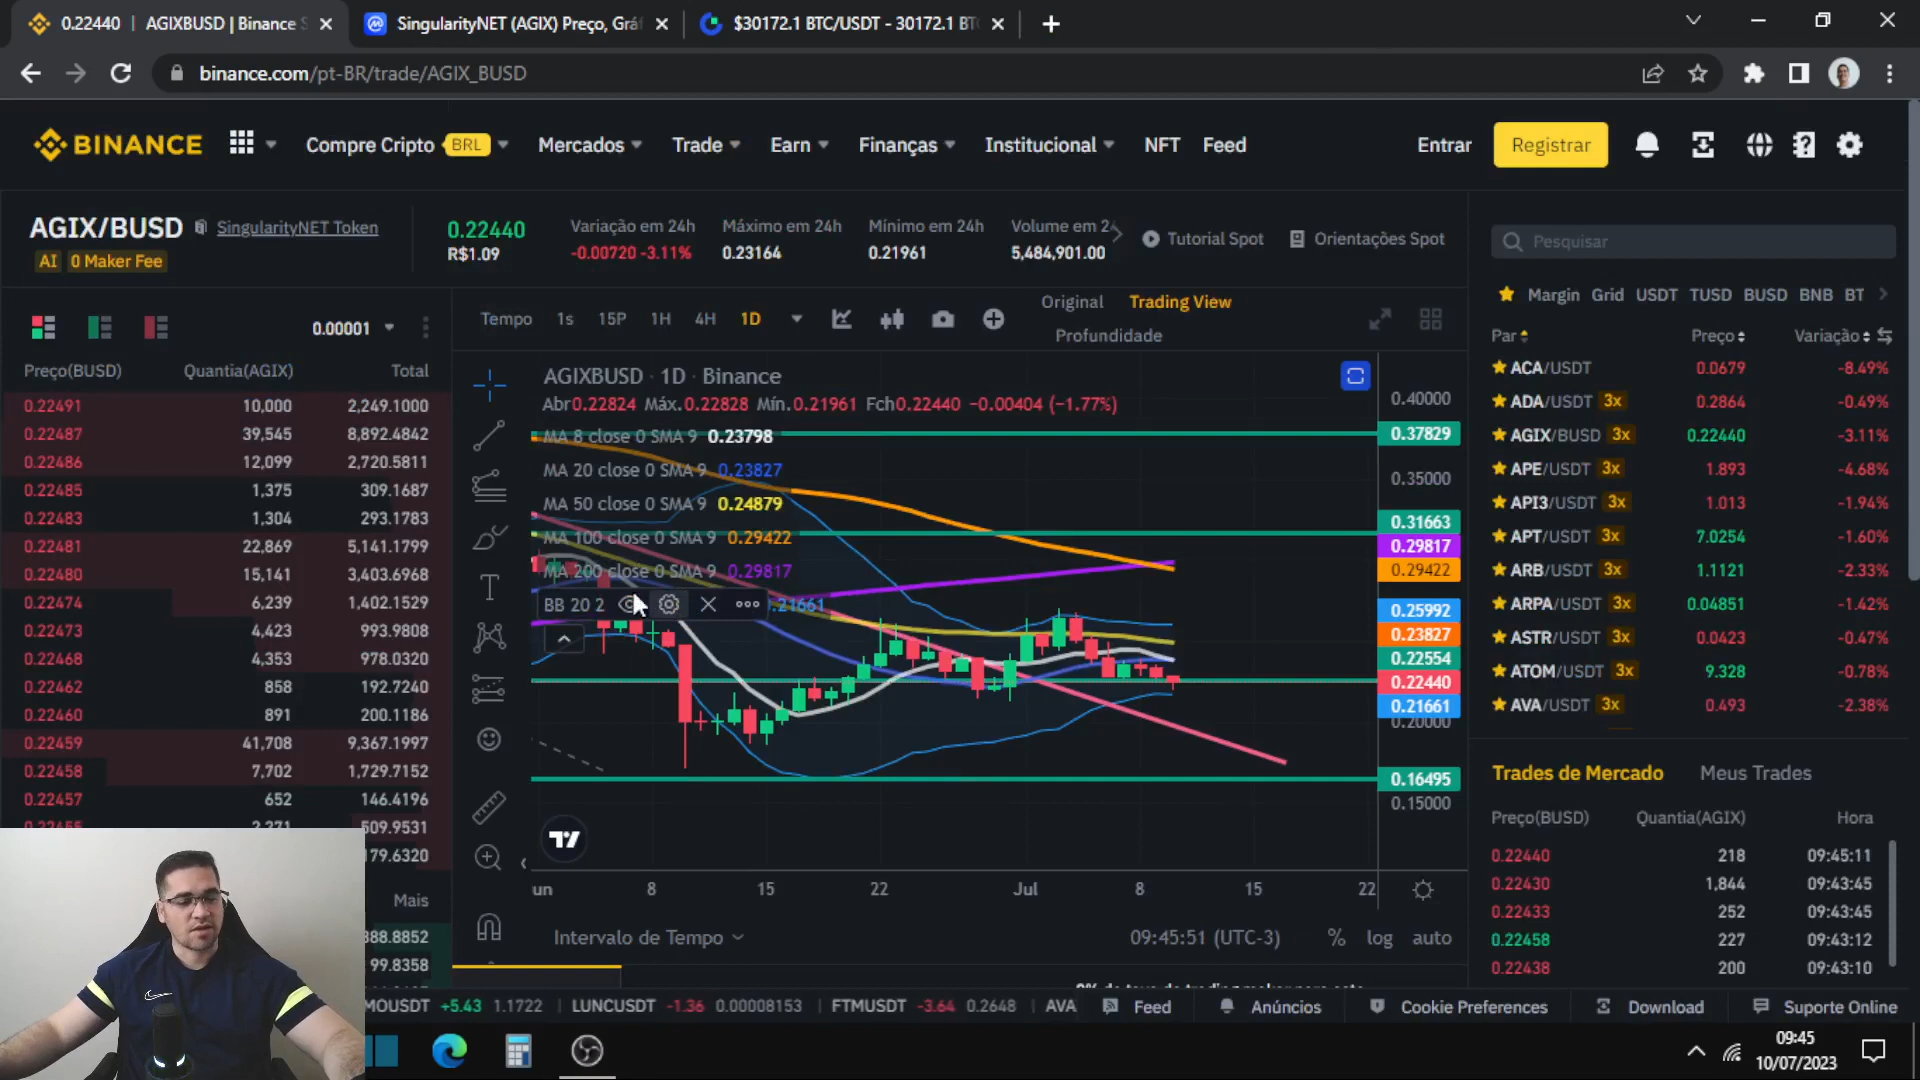 0.22440 | AGIXBUSD | Binance S
SingularityNET (AGIX) Preço, Grá
$30172.1 BTC/USDT - 30172.1 BT
binance.com/pt-BR/trade/AGIX_BUSD
BINANCE Compre Cripto BRL Mercados Trade Earn Finanças Institucional NFT Feed Entrar Registrar
AGIX/BUSD SingularityNET Token
AI 0 Maker Fee
0.22440
R$1.09
Variação em 24h
-0.00720 -3.11%
Máximo em 24h
0.23164
Mínimo em 24h
0.21961
Volume em 2
5,484,901.00
Tutorial Spot Orientações Spot
0.00001
Preço(BUSD) Quantia(AGIX) Total
0.22491 10,000 2,249.1000
0.22487 39,545 8,892.4842
0.22486 12,099 2,720.5811
0.22485 1,375 309.1687
0.22483 1,304 293.1783
0.22481 22,869 5,141.1799
0.22480 15,141 3,403.6968
0.22474 6,239 1,402.1529
0.22473 4,423 993.9808
0.22468 4,353 978.0320
0.22462 858 192.7240
0.22460 891 200.1186
0.22459 41,708 9,367.1997
0.22458 7,702 1,729.7152
0.22457 652 146.4196
0.22455 2,271 509.9531
179.6320
Mais
388.8852
99.8358
Tempo 1s 15P 1H 4H 1D
Original Trading View
Profundidade
AGIXBUSD · 1D · Binance
Abr0.22824 Máx.0.22828 Mín.0.21961 Fch0.22440 −0.00404 (−1.77%)
MA 8 close 0 SMA 9 0.23798
MA 20 close 0 SMA 9 0.23827
MA 50 close 0 SMA 9 0.24879
MA 100 close 0 SMA 9 0.29422
MA 200 close 0 SMA 9 0.29817
BB 20 2 0.21661
0.40000
0.37829
0.35000
0.31663
0.29817
0.29422
0.25992
0.23827
0.22554
0.22440
0.21661
0.20000
0.16495
0.15000
un 8 15 22 Jul 8 15 22
Intervalo de Tempo 09:45:51 (UTC-3) % log auto
Pesquisar
Margin Grid USDT TUSD BUSD BNB BT
Par Preço Variação
ACA/USDT 0.0679 -8.49%
ADA/USDT 3x 0.2864 -0.49%
AGIX/BUSD 3x 0.22440 -3.11%
APE/USDT 3x 1.893 -4.68%
API3/USDT 3x 1.013 -1.94%
APT/USDT 3x 7.0254 -1.60%
ARB/USDT 3x 1.1121 -2.33%
ARPA/USDT 3x 0.04851 -1.42%
ASTR/USDT 3x 0.0423 -0.47%
ATOM/USDT 3x 9.328 -0.78%
AVA/USDT 3x 0.493 -2.38%
Trades de Mercado Meus Trades
Preço(BUSD) Quantia(AGIX) Hora
0.22440 218 09:45:11
0.22430 1,844 09:43:45
0.22433 252 09:43:45
0.22458 227 09:43:12
0.22438 200 09:43:10
MOUSDT +5.43 1.1722 LUNCUSDT -1.36 0.00008153 FTMUSDT -3.64 0.2648 AVA Feed Anúncios Cookie Preferences Download Suporte Online
09:45
10/07/2023